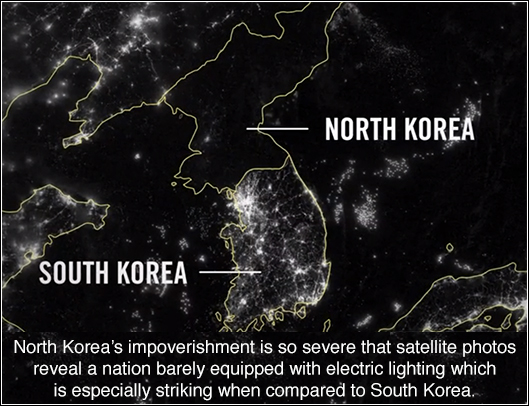 NORTH KOREA
SOUTH KOREA
North Korea's impoverishment is so severe that satellite photos
reveal a nation barely equipped with electric lighting which
is especially striking when compared to South Korea.